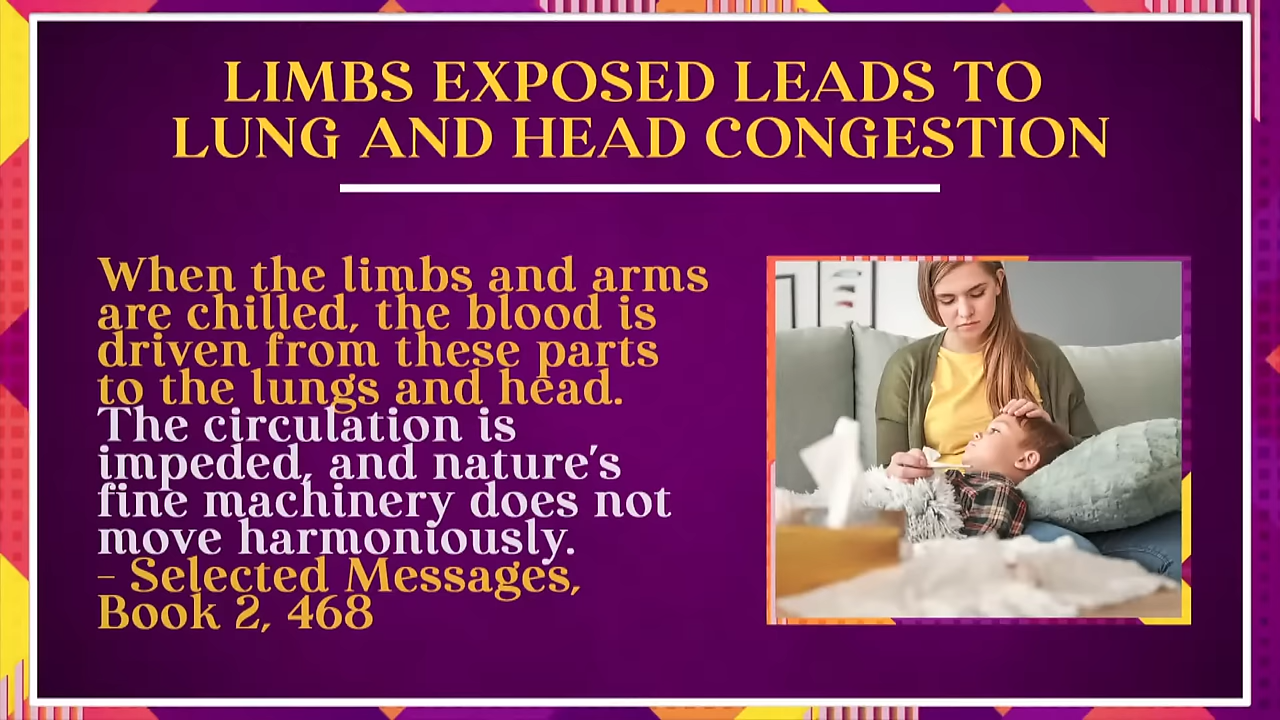 LIMBS EXPOSED LEADS TO
LUNG AND HEAD CONGESTION
When the limbs and arms
are chilled, the blood is
driven from these parts
to the lungs and head.
The circulation is
impeded, and nature's
fine machinery does not
move harmoniously.
- Selected Messages,
Book 2, 468